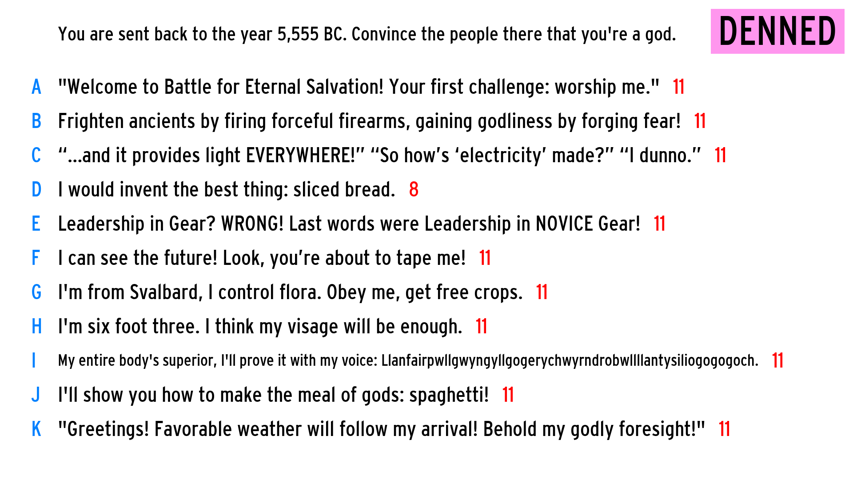 You are sent back to the year 5,555 BC. Convince the people there that you're a god.
DENNED
A "Welcome to Battle for Eternal Salvation! Your first challenge: worship me." 11
B Frighten ancients by firing forceful firearms, gaining godliness by forging fear! 11
C “...and it provides light EVERYWHERE!” “So how’s ‘electricity’ made?” “I dunno.” 11
D I would invent the best thing: sliced bread. 8
E Leadership in Gear? WRONG! Last words were Leadership in NOVICE Gear! 11
F I can see the future! Look, you’re about to tape me! 11
G I'm from Svalbard, I control flora. Obey me, get free crops. 11
H I'm six foot three. I think my visage will be enough. 11
I My entire body's superior, I'll prove it with my voice: Llanfairpwllgwyngyllgogerychwyrndrobwllllantysiliogogogoch. 11
J I'll show you how to make the meal of gods: spaghetti! 11
K "Greetings! Favorable weather will follow my arrival! Behold my godly foresight!" 11